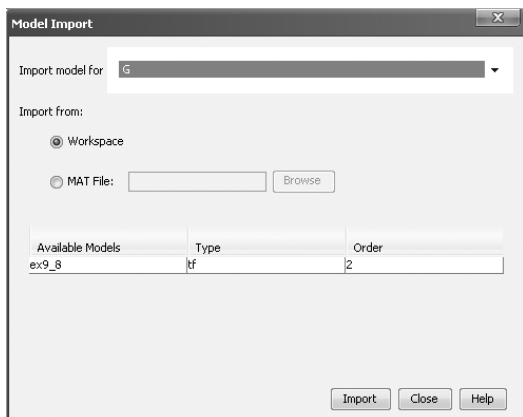 Model Import
Import model for G
Import from:
Workspace
MAT File: Browse
Available Models Type Order
ex9_8 tf 2
Import Close Help